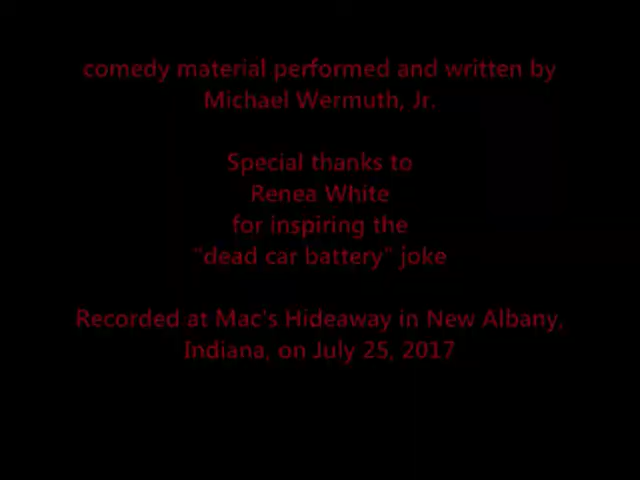 comedy material performed and written by
Michael Wermuth, Jr.
Special thanks to
Renea White
for inspiring the
"dead car battery" joke
Recorded at Mac's Hideaway in New Albany,
Indiana, on July 25, 2017